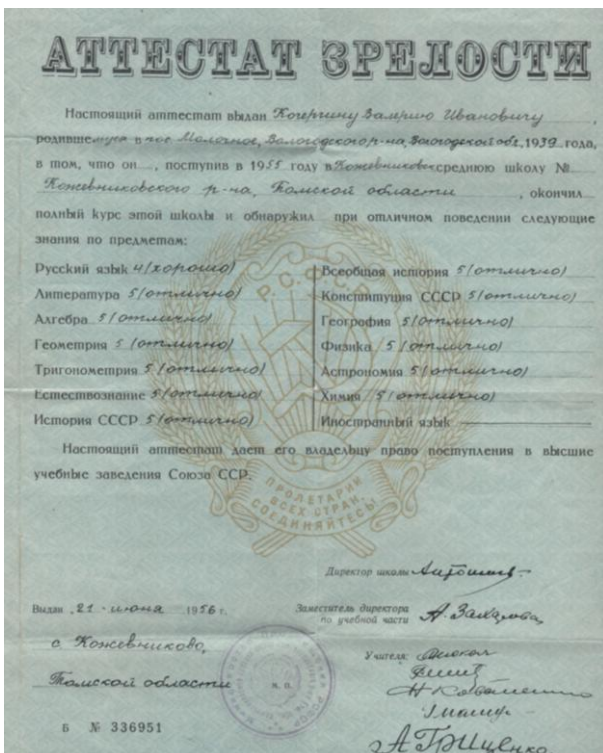 АТТЕСТАТ ЗРЕЛОСТИ
Настоящий аттестат выдан Кочергину Валерию Ивановичу,
родившемуся в пос Молочное, Вологодского р-на, Вологодской обл., 1939 года,
в том, что он , поступив в 1955 году в Кожевниковск среднюю школу №
Кожевниковского р-на, Томской области , окончил
полный курс этой школы и обнаружил при отличном поведении следующие
знания по предметам:
Русский язык 4 (хорошо)
Литература 5 (отлично)
Алгебра 5 (отлично)
Геометрия 5 (отлично)
Тригонометрия 5 (отлично)
Естествознание 5 (отлично)
История СССР 5 (отлично)
Всеобщая история 5 (отлично)
Конституция СССР 5 (отлично)
География 5 (отлично)
Физика 5 (отлично)
Астрономия 5 (отлично)
Химия 5 (отлично)
Иностранный язык
Настоящий аттестат дает его владельцу право поступления в высшие
учебные заведения Союза ССР.
Р.С.Ф.С.Р.
ПРОЛЕТАРИИ
ВСЕХ СТРАН,
СОЕДИНЯЙТЕСЬ!
Директор школы
Выдан „21 " июня 1956 г.
с. Кожевниково,
Томской области
м. п.
Б № 336951
Заместитель директора
по учебной части А. Захарова
Учителя:
А Гриценко